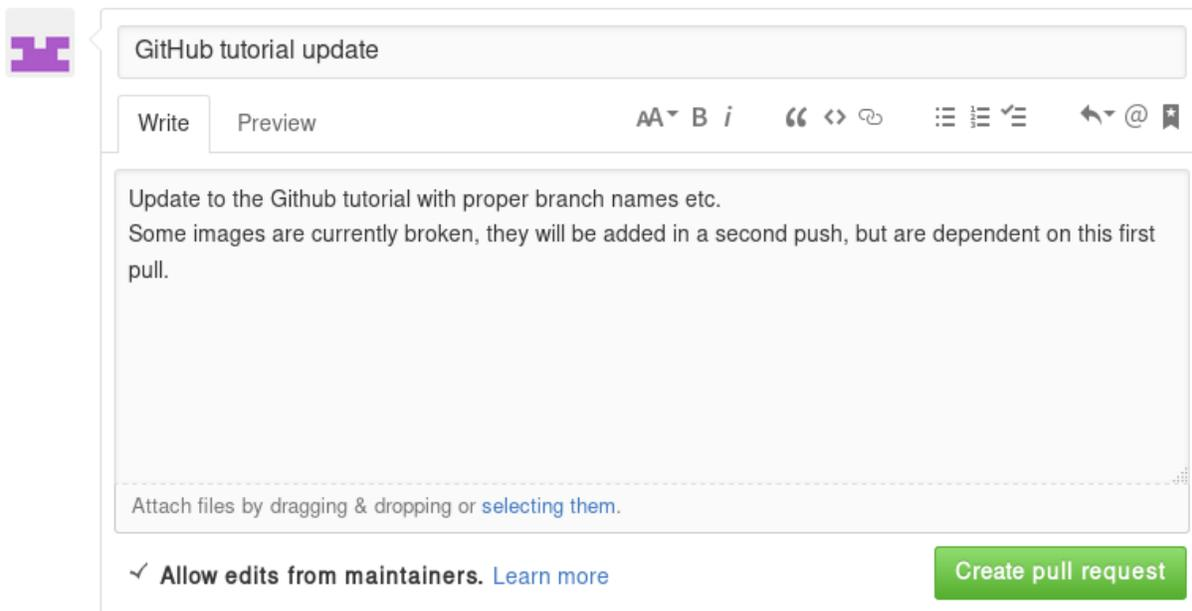 GitHub tutorial update
Write Preview AA B i @
Update to the Github tutorial with proper branch names etc.
Some images are currently broken, they will be added in a second push, but are dependent on this first
pull.
Attach files by dragging & dropping or selecting them.
Allow edits from maintainers. Learn more
Create pull request